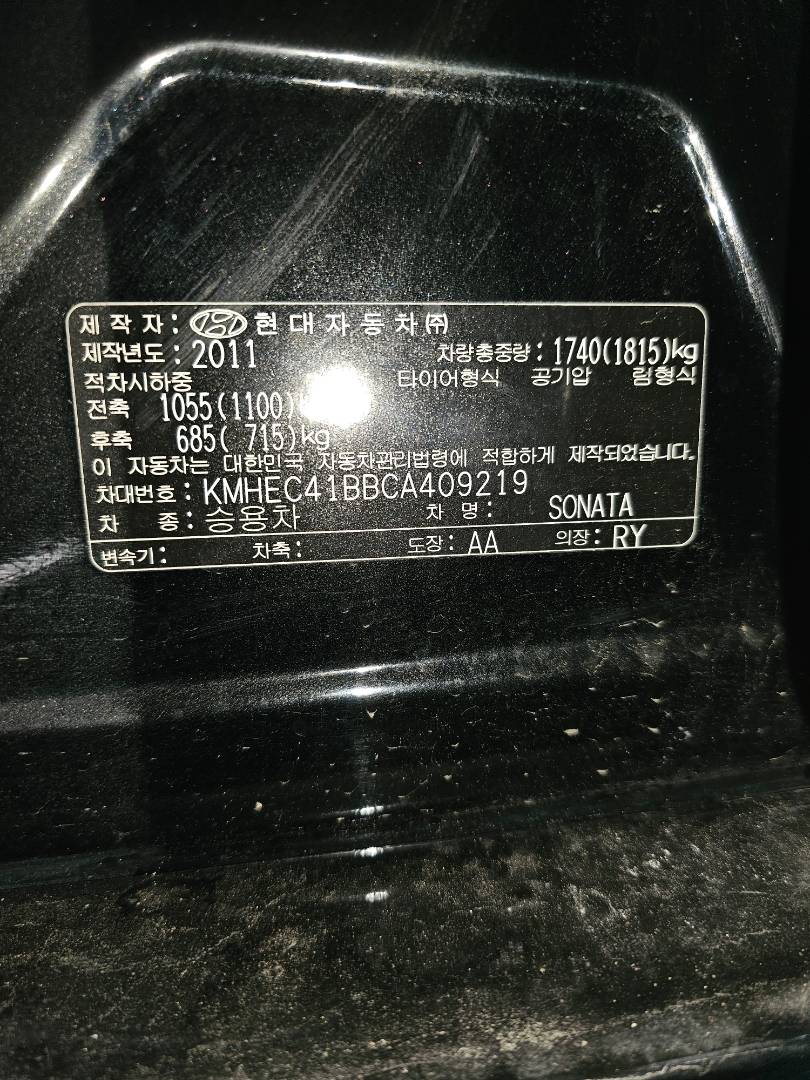 제작자: 현대자동차(주)
제작년도: 2011 차량총중량: 1740(1815)kg
적차시하중 타이어형식 공기압 림형식
전축 1055(1100)
후축 685( 715)kg
이 자동차는 대한민국 자동차관리법령에 적합하게 제작되었습니다.
차대번호: KMHEC41BBCA409219
차 종: 승용차 차 명: SONATA
변속기: 차축: 도장: AA 의장: RY